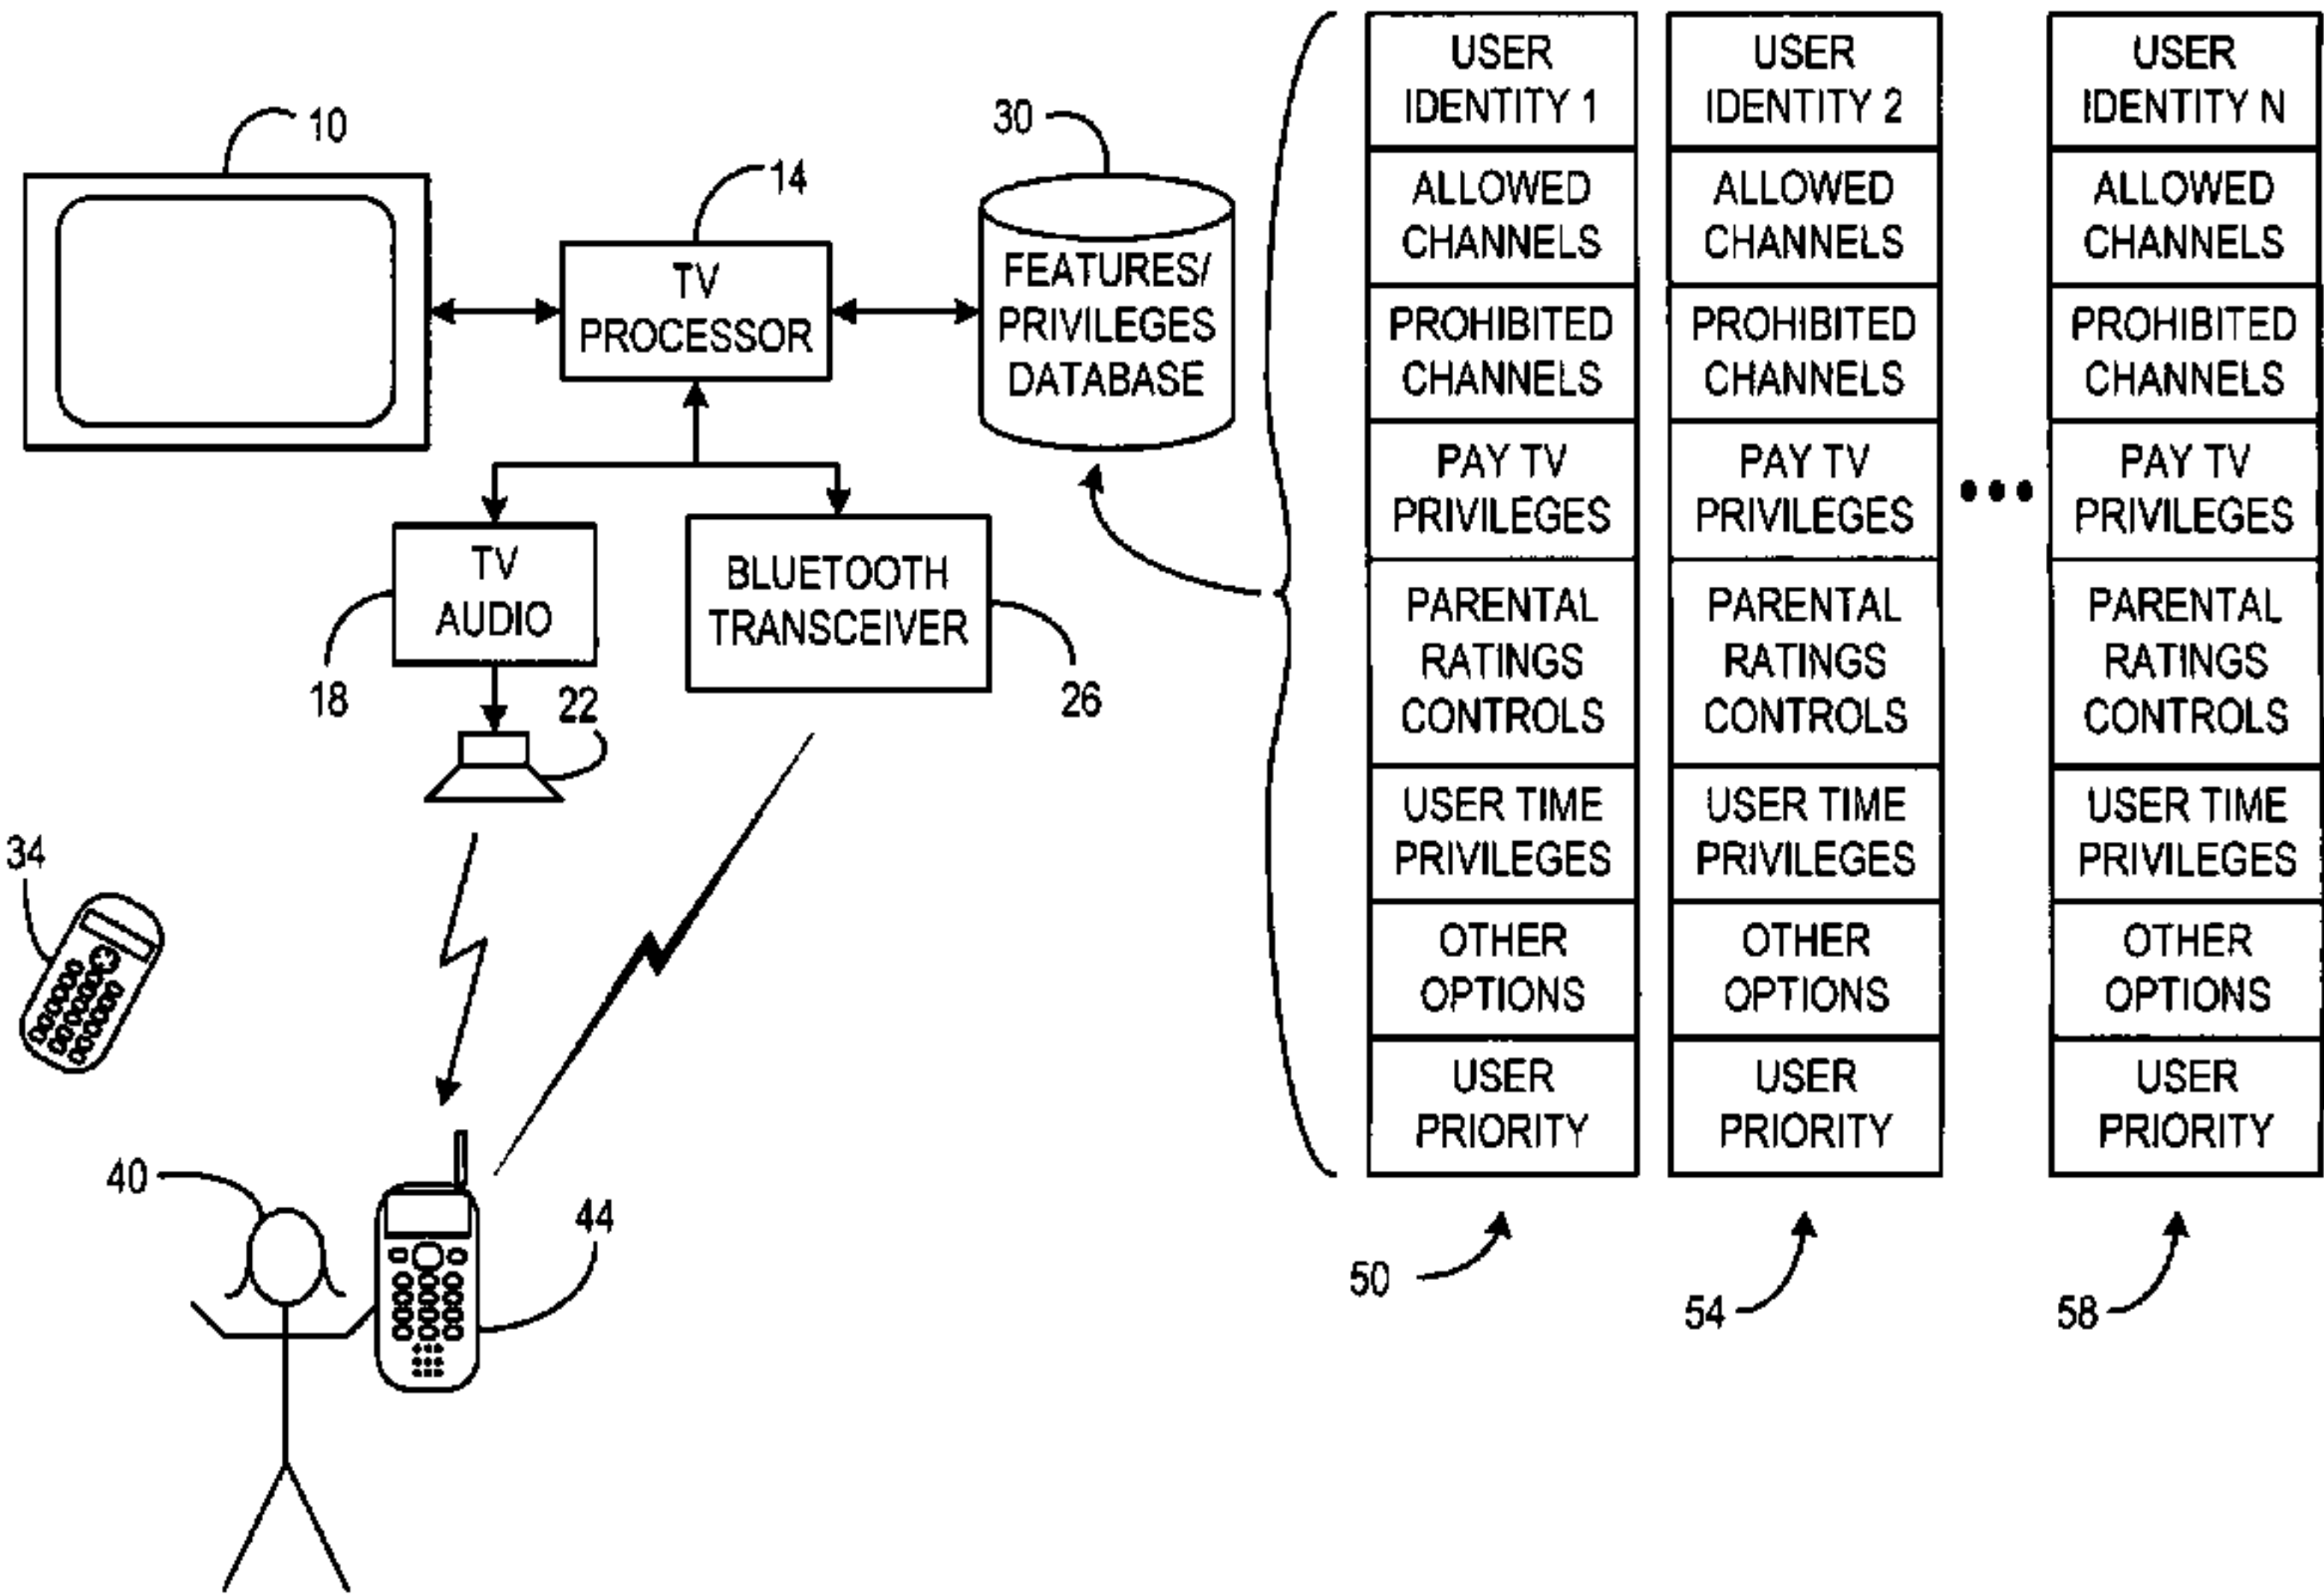 10
14
30
TV
PROCESSOR
FEATURES/
PRIVILEGES
DATABASE
TV
AUDIO
BLUETOOTH
TRANSCEIVER
18
22
26
34
40
44
USER
IDENTITY 1
ALLOWED
CHANNELS
PROHIBITED
CHANNELS
PAY TV
PRIVILEGES
PARENTAL
RATINGS
CONTROLS
USER TIME
PRIVILEGES
OTHER
OPTIONS
USER
PRIORITY
50
USER
IDENTITY 2
ALLOWED
CHANNELS
PROHIBITED
CHANNELS
PAY TV
PRIVILEGES
PARENTAL
RATINGS
CONTROLS
USER TIME
PRIVILEGES
OTHER
OPTIONS
USER
PRIORITY
54
•••
USER
IDENTITY N
ALLOWED
CHANNELS
PROHIBITED
CHANNELS
PAY TV
PRIVILEGES
PARENTAL
RATINGS
CONTROLS
USER TIME
PRIVILEGES
OTHER
OPTIONS
USER
PRIORITY
58